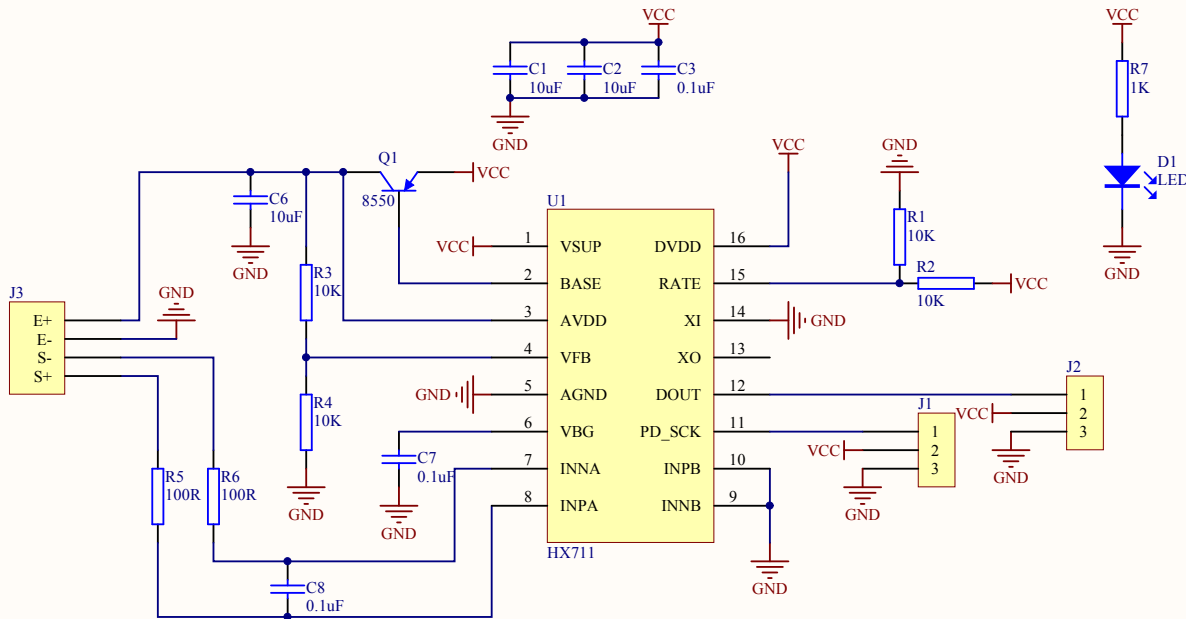 VCC
C1
10uF
C2
10uF
C3
0.1uF
GND
VCC
R7
1K
D1
LED
GND
Q1
8550
VCC
C6
10uF
GND
R3
10K
R4
10K
GND
J3
E+
E-
S-
S+
GND
R5
100R
R6
100R
C8
0.1uF
C7
0.1uF
GND
VCC
GND
U1
1 VSUP DVDD 16
2 BASE RATE 15
3 AVDD XI 14
4 VFB XO 13
5 AGND DOUT 12
6 VBG PD_SCK 11
7 INNA INPB 10
8 INPA INNB 9
HX711
VCC
GND
R1
10K
R2
10K
VCC
GND
J1
1
VCC 2
3
GND
J2
1
VCC 2
3
GND
GND